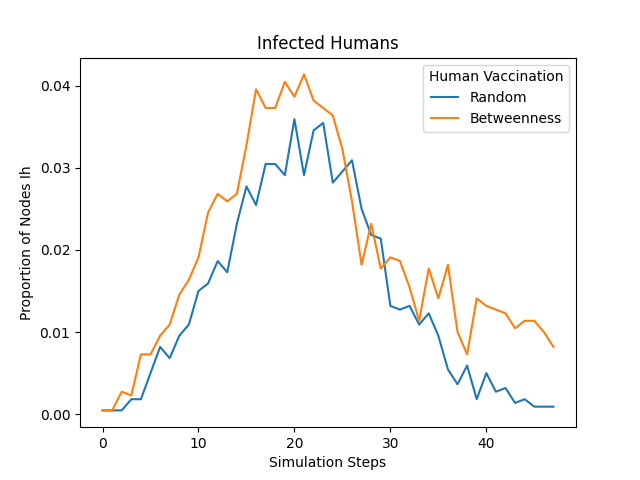 Infected Humans
Human Vaccination
Random
Betweenness
Proportion of Nodes Ih
0.04
0.03
0.02
0.01
0.00
0 10 20 30 40
Simulation Steps